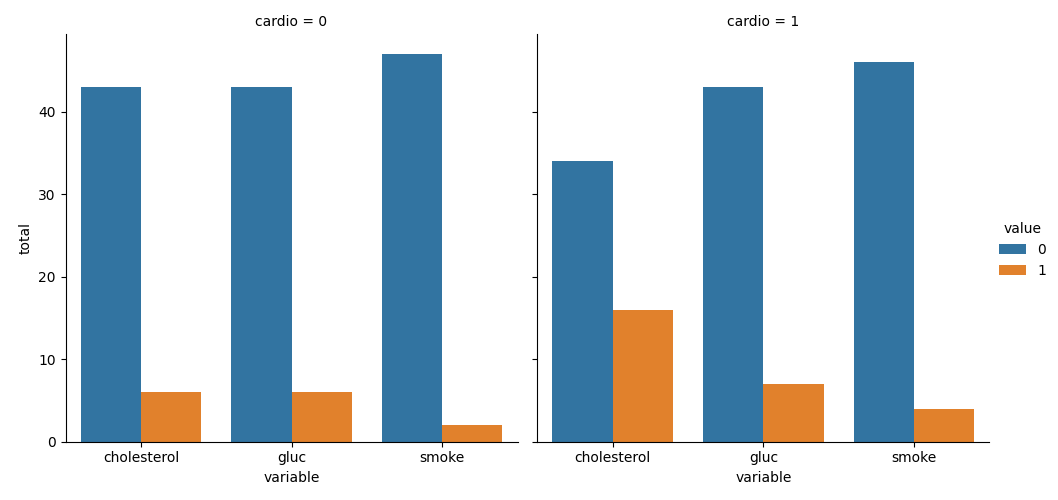 cardio = 0
cardio = 1
total
40
30
20
10
0
cholesterol
gluc
smoke
variable
cholesterol
gluc
smoke
variable
value
0
1